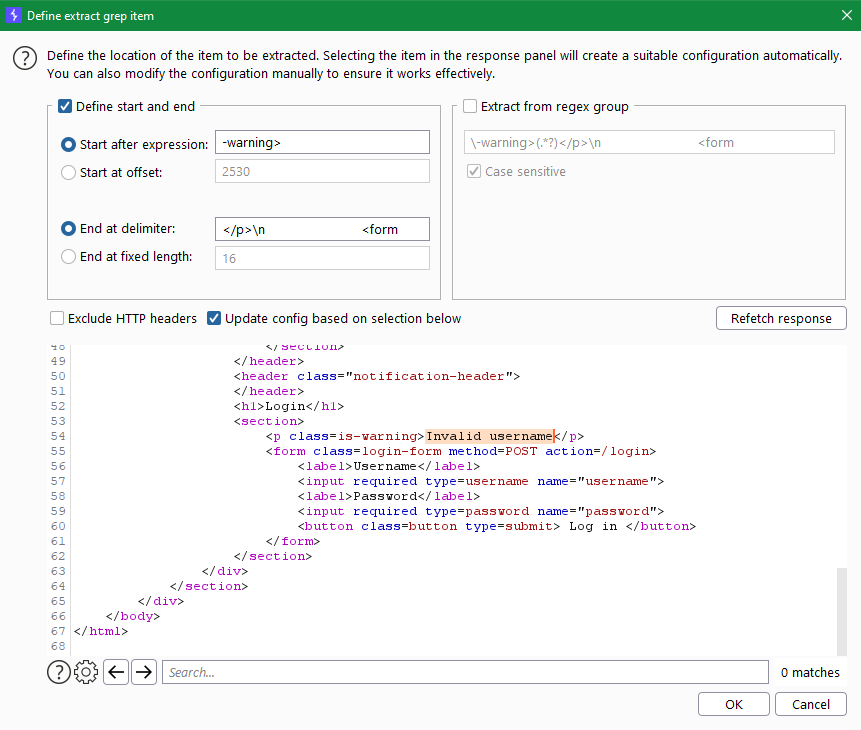 Define extract grep item
Define the location of the item to be extracted. Selecting the item in the response panel will create a suitable configuration automatically.
You can also modify the configuration manually to ensure it works effectively.
Define start and end
Start after expression: -warning>
Start at offset: 2530
End at delimiter: </p>\n                    <form
End at fixed length: 16
Extract from regex group
\-warning>(.*?)</p>\n                    <form
Case sensitive
Exclude HTTP headers
Update config based on selection below
Refetch response
48                         </section>
49                     </header>
50                     <header class="notification-header">
51                     </header>
52                     <h1>Login</h1>
53                     <section>
54                         <p class=is-warning>Invalid username</p>
55                         <form class=login-form method=POST action=/login>
56                             <label>Username</label>
57                             <input required type=username name="username">
58                             <label>Password</label>
59                             <input required type=password name="password">
60                             <button class=button type=submit> Log in </button>
61                         </form>
62                     </section>
63                 </div>
64             </section>
65         </div>
66     </body>
67 </html>
68
?
Search...
0 matches
OK
Cancel